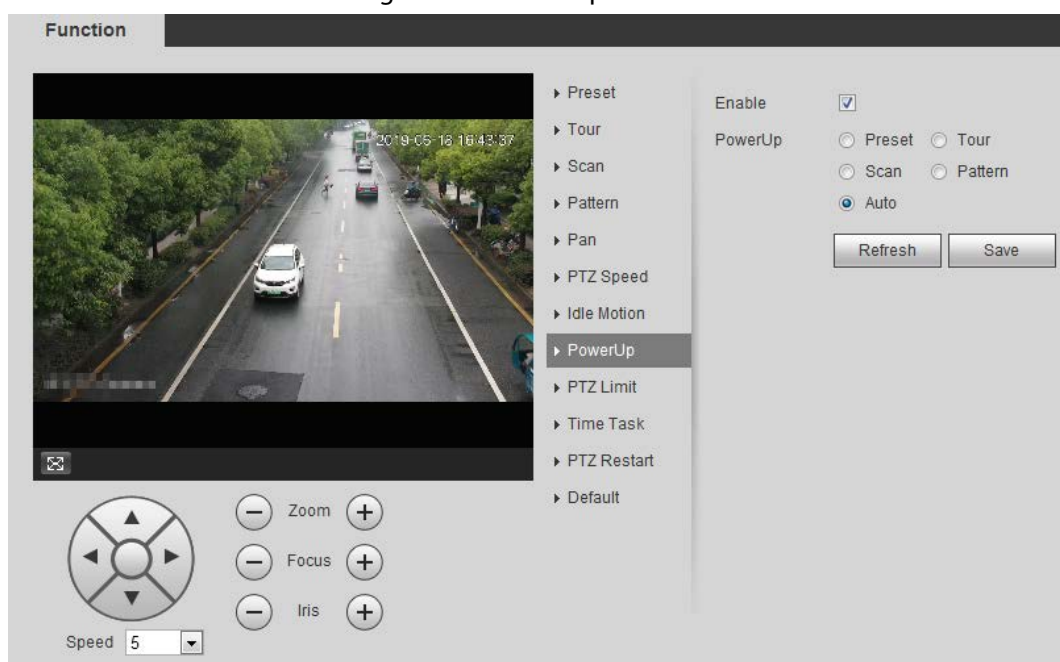 Function
2019-05-18 16:43:37
Preset
Tour
Scan
Pattern
Pan
PTZ Speed
Idle Motion
PowerUp
PTZ Limit
Time Task
PTZ Restart
Default
Enable
PowerUp
Preset Tour
Scan Pattern
Auto
Refresh Save
Zoom
Focus
Iris
Speed 5